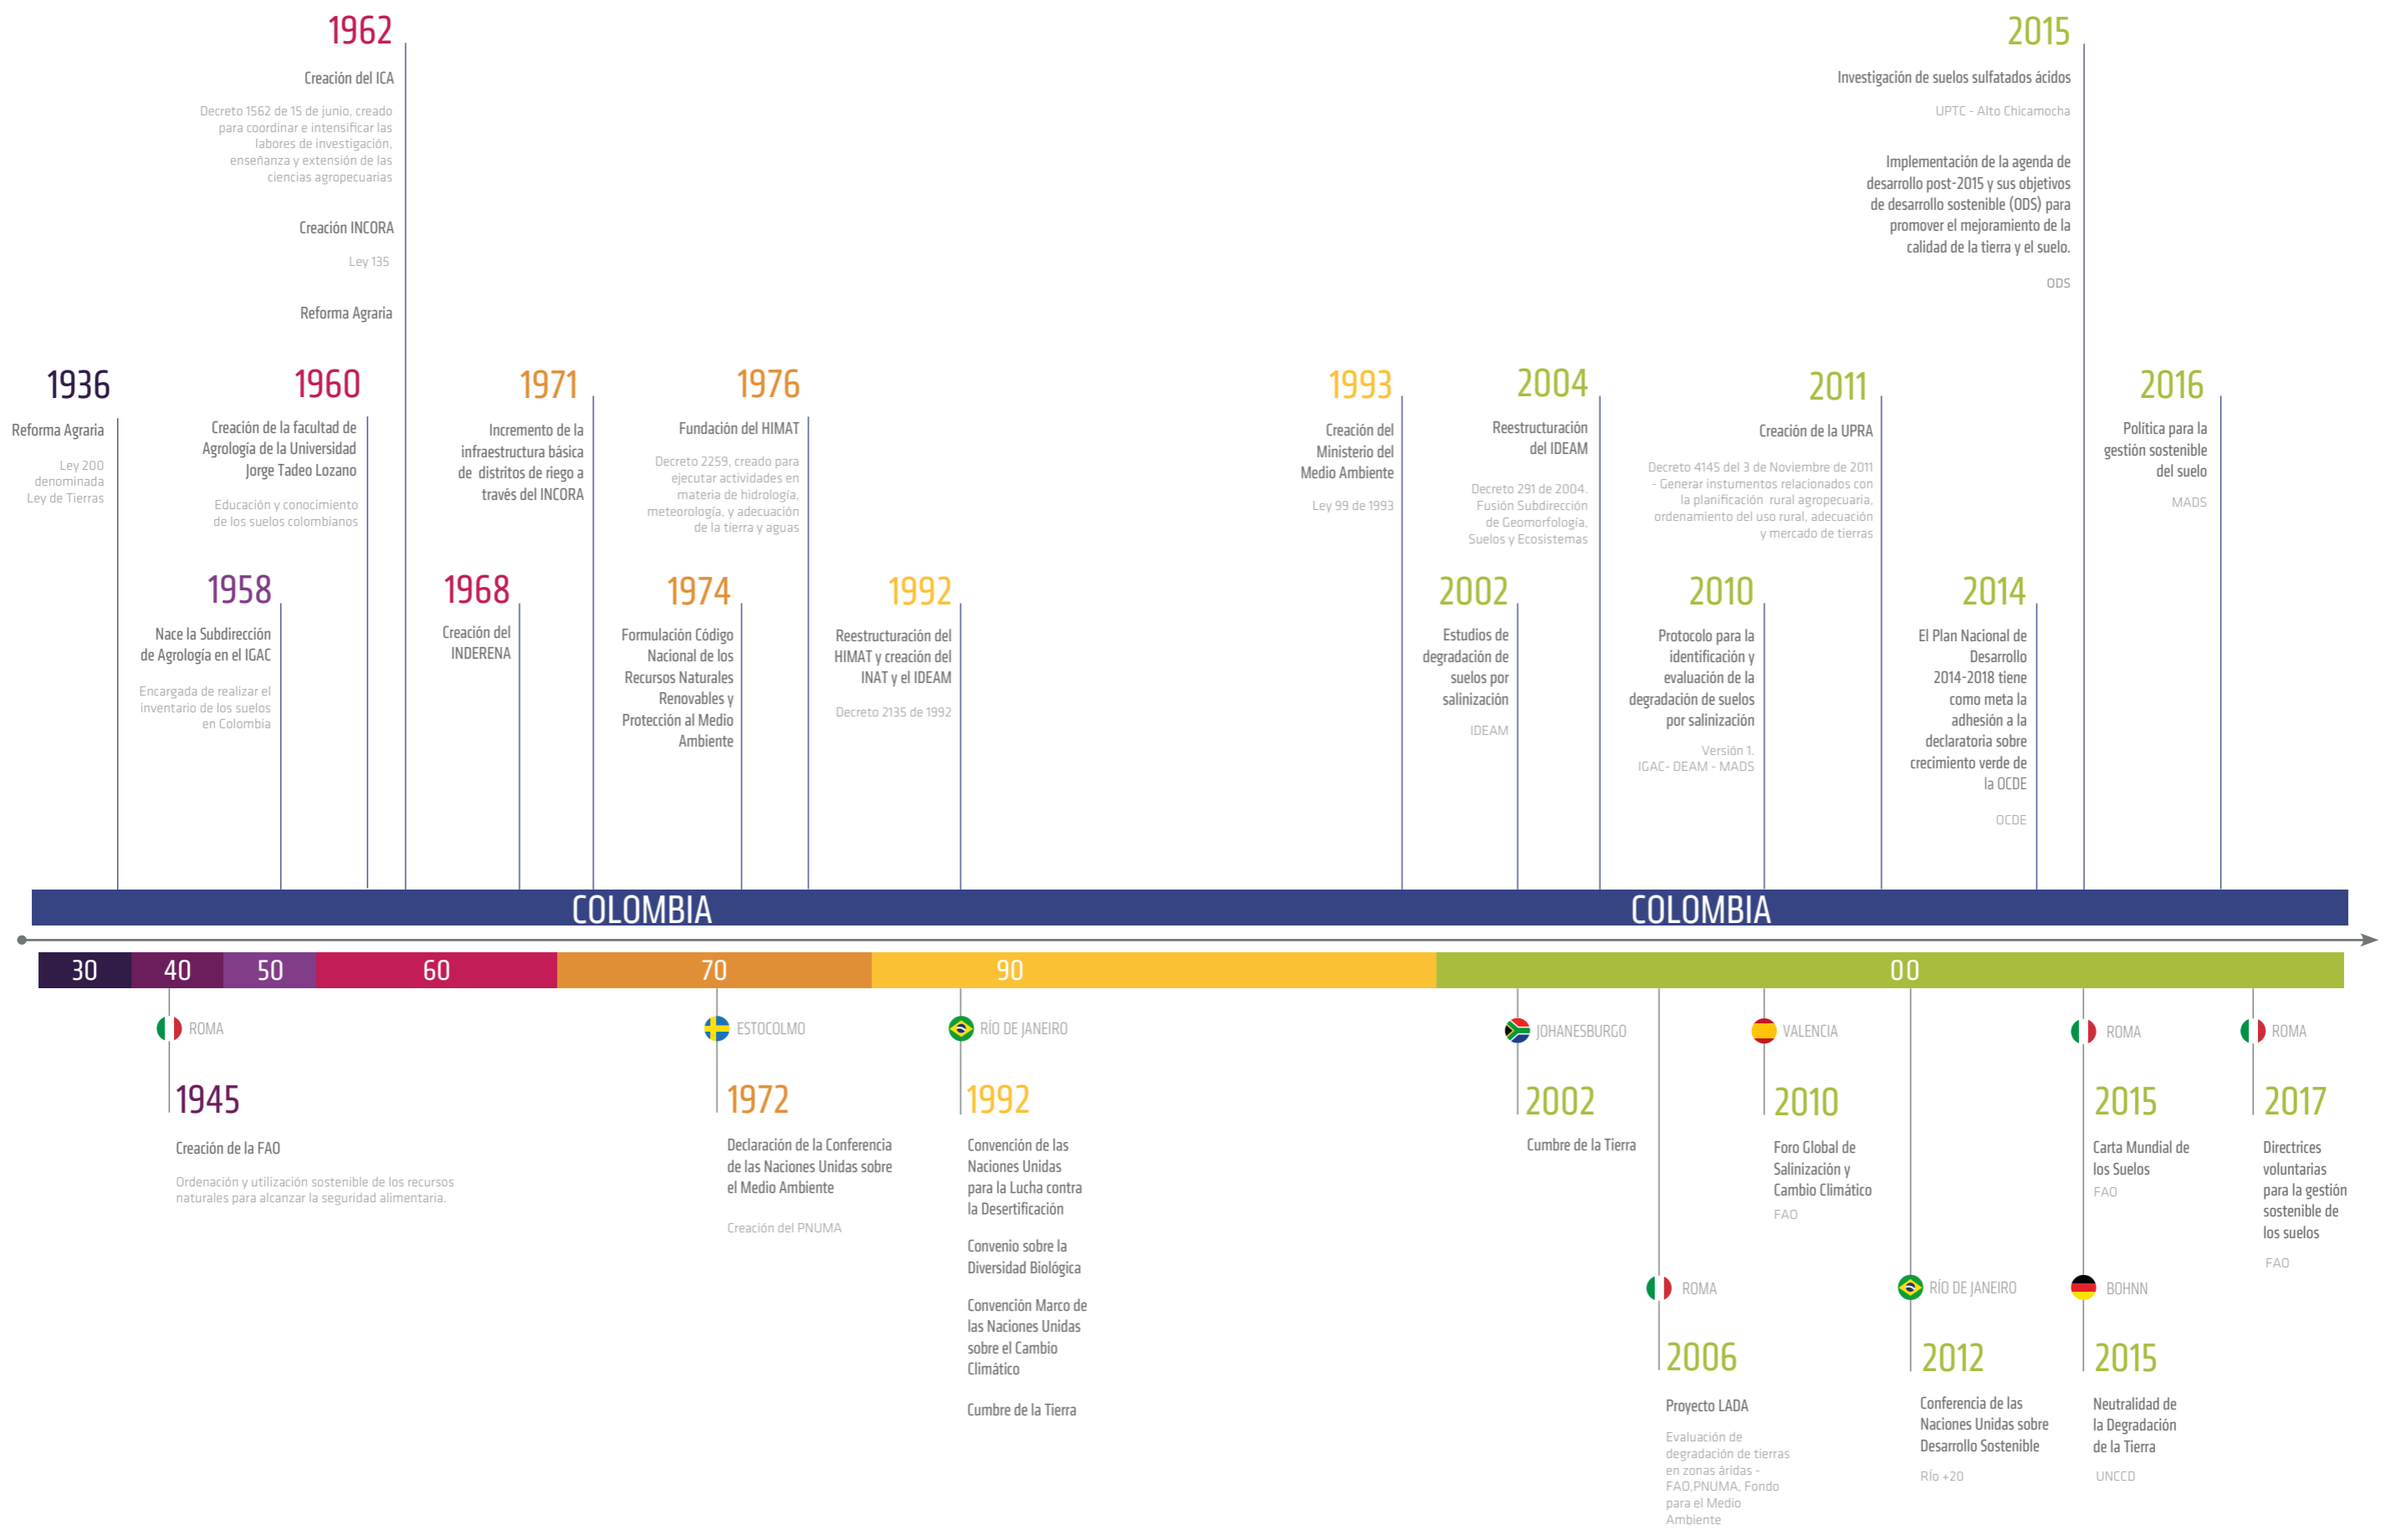 1962
Creación del ICA
Decreto 1562 de 15 de junio, creado
para coordinar e intensificar las
labores de investigación,
enseñanza y extensión de las
ciencias agropecuarias
Creación INCORA
Ley 135
Reforma Agraria
2015
Investigación de suelos sulfatados ácidos
UPTC - Alto Chicamocha
Implementación de la agenda de
desarrollo post-2015 y sus objetivos
de desarrollo sostenible (ODS) para
promover el mejoramiento de la
calidad de la tierra y el suelo.
ODS
1936
Reforma Agraria
Ley 200
denominada
Ley de Tierras
1960
Creación de la facultad de
Agrología de la Universidad
Jorge Tadeo Lozano
Educación y conocimiento
de los suelos colombianos
1971
Incremento de la
infraestructura básica
de distritos de riego a
través del INCORA
1976
Fundación del HIMAT
Decreto 2259, creado para
ejecutar actividades en
materia de hidrología,
meteorología, y adecuación
de la tierra y aguas
1993
Creación del
Ministerio del
Medio Ambiente
Ley 99 de 1993
2004
Reestructuración
del IDEAM
Decreto 291 de 2004.
Fusión Subdirección
de Geomorfología,
Suelos y Ecosistemas
2011
Creación de la UPRA
Decreto 4145 del 3 de Noviembre de 2011
- Generar instumentos relacionados con
la planificación rural agropecuaria,
ordenamiento del uso rural, adecuación
y mercado de tierras
2016
Política para la
gestión sostenible
del suelo
MADS
1958
Nace la Subdirección
de Agrología en el IGAC
Encargada de realizar el
inventario de los suelos
en Colombia
1968
Creación del
INDERENA
1974
Formulación Código
Nacional de los
Recursos Naturales
Renovables y
Protección al Medio
Ambiente
1992
Reestructuración del
HIMAT y creación del
INAT y el IDEAM
Decreto 2135 de 1992
2002
Estudios de
degradación de
suelos por
salinización
IDEAM
2010
Protocolo para la
identificación y
evaluación de la
degradación de suelos
por salinización
Versión 1.
IGAC- DEAM - MADS
2014
El Plan Nacional de
Desarrollo
2014-2018 tiene
como meta la
adhesión a la
declaratoria sobre
crecimiento verde de
la OCDE
OCDE
COLOMBIA
COLOMBIA
30
40
50
60
70
90
00
ROMA
1945
Creación de la FAO
Ordenación y utilización sostenible de los recursos
naturales para alcanzar la seguridad alimentaria.
ESTOCOLMO
1972
Declaración de la Conferencia
de las Naciones Unidas sobre
el Medio Ambiente
Creación del PNUMA
RÍO DE JANEIRO
1992
Convención de las
Naciones Unidas
para la Lucha contra
la Desertificación
Convenio sobre la
Diversidad Biológica
Convención Marco de
las Naciones Unidas
sobre el Cambio
Climático
Cumbre de la Tierra
JOHANESBURGO
2002
Cumbre de la Tierra
ROMA
2006
Proyecto LADA
Evaluación de
degradación de tierras
en zonas áridas -
FAO,PNUMA, Fondo
para el Medio
Ambiente
VALENCIA
2010
Foro Global de
Salinización y
Cambio Climático
FAO
RÍO DE JANEIRO
2012
Conferencia de las
Naciones Unidas sobre
Desarrollo Sostenible
Río +20
ROMA
2015
Carta Mundial de
los Suelos
FAO
BOHNN
2015
Neutralidad de
la Degradación
de la Tierra
UNCCD
ROMA
2017
Directrices
voluntarias
para la gestión
sostenible de
los suelos
FAO